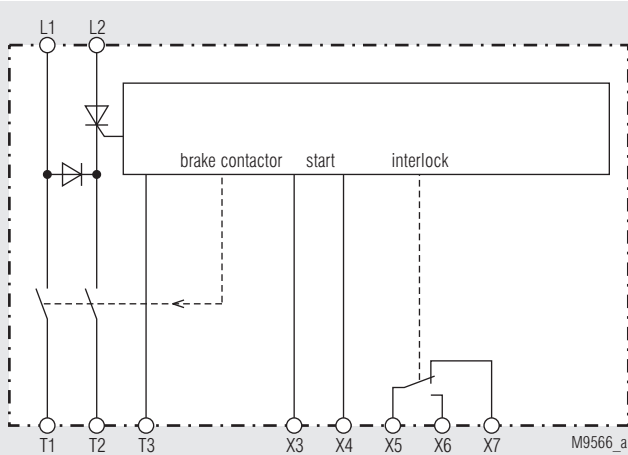 L1 L2
brake contactor start interlock
T1 T2 T3 X3 X4 X5 X6 X7 M9566_a